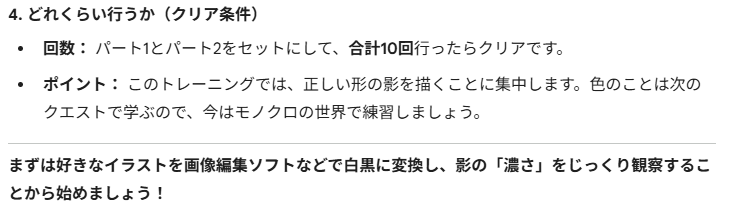 4. どれくらい行うか（クリア条件）
• 回数： パート1とパート2をセットにして、合計10回行ったらクリアです。
• ポイント： このトレーニングでは、正しい形の影を描くことに集中します。色のことは次の
クエストで学ぶので、今はモノクロの世界で練習しましょう。
まずは好きなイラストを画像編集ソフトなどで白黒に変換し、影の「濃さ」をじっくり観察するこ
とから始めましょう！